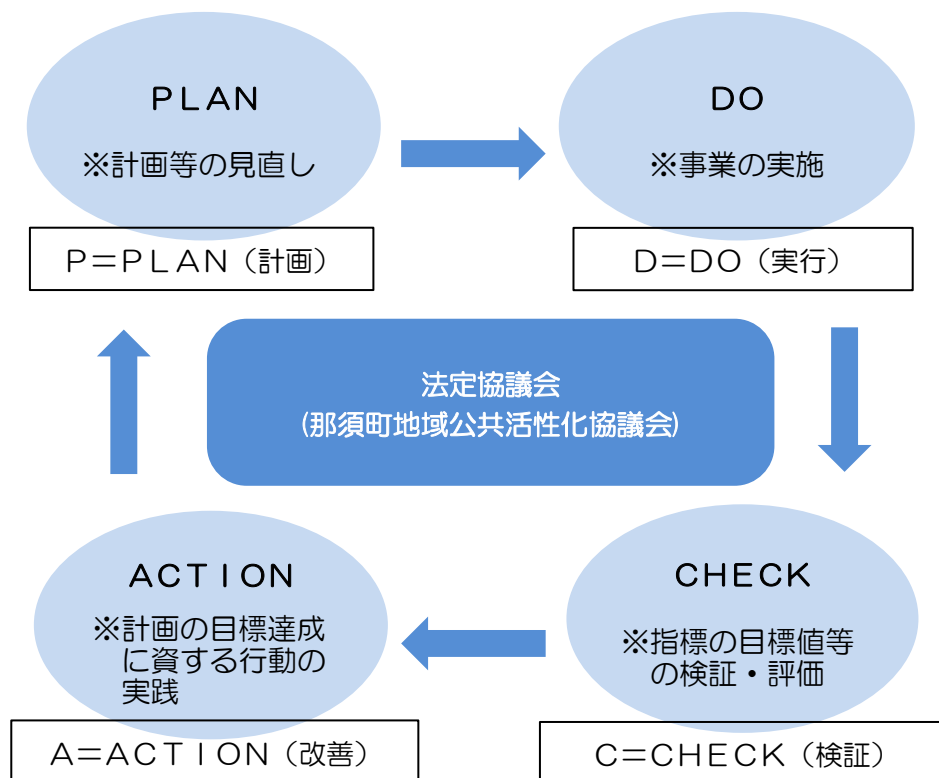 PLAN
※計画等の見直し
P=PLAN(計画)
DO
※事業の実施
D=DO(実行)
法定協議会
(那須町地域公共活性化協議会)
ACTION
※計画の目標達成
に資する行動の
実践
A=ACTION(改善)
CHECK
※指標の目標値等
の検証・評価
C=CHECK(検証)